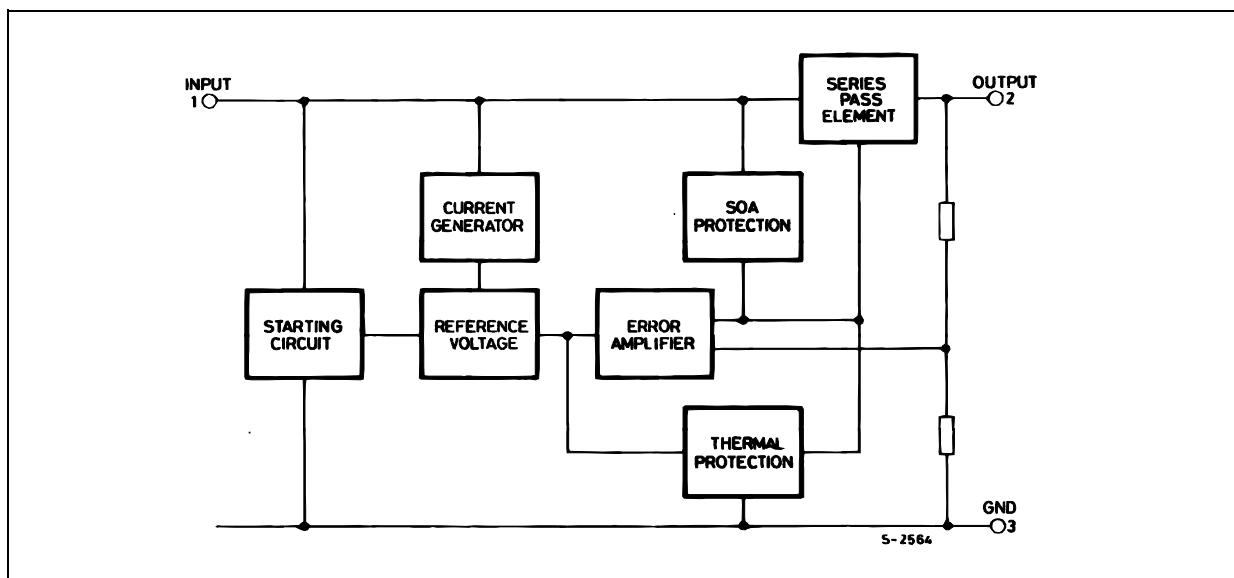 INPUT
1
SERIES
PASS
ELEMENT
OUTPUT
2
CURRENT
GENERATOR
SOA
PROTECTION
STARTING
CIRCUIT
REFERENCE
VOLTAGE
ERROR
AMPLIFIER
THERMAL
PROTECTION
GND
3
S-2564